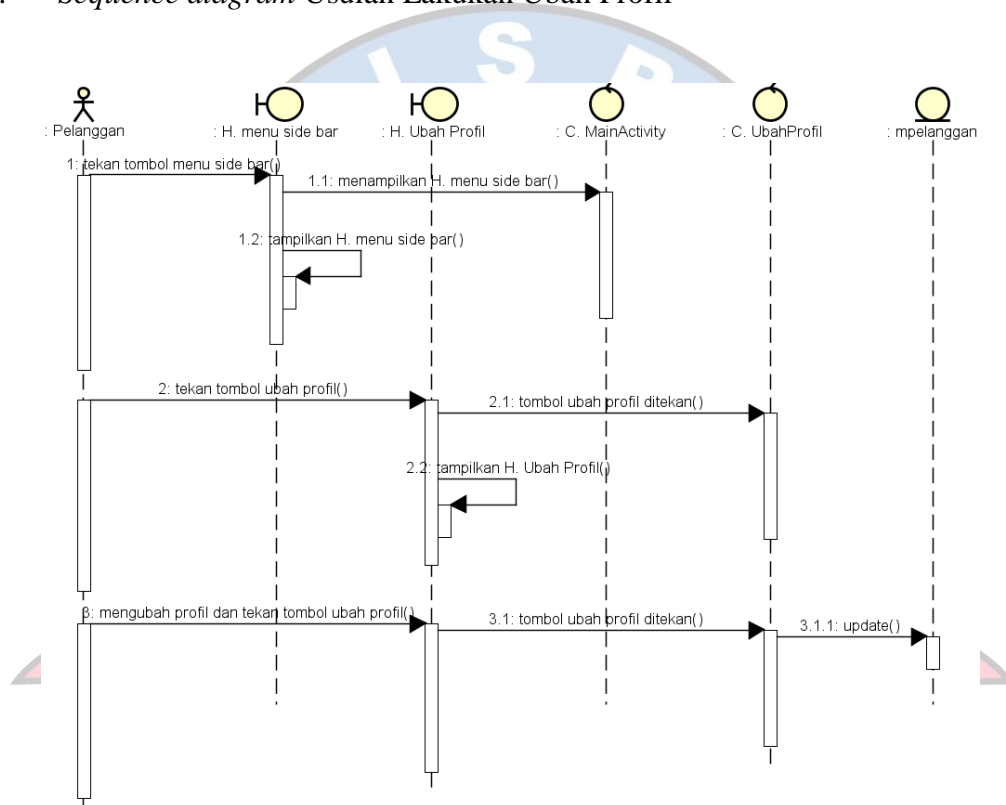 Sequence diagram Usulan Lakukan Ubah Profil
I S B
: Pelanggan
: H. menu side bar
: H. Ubah Profil
: C. MainActivity
: C. UbahProfil
: mpelanggan
1: tekan tombol menu side bar()
1.1: menampilkan H. menu side bar()
1.2: tampilkan H. menu side bar()
2: tekan tombol ubah profil()
2.1: tombol ubah profil ditekan()
2.2: tampilkan H. Ubah Profil()
3: mengubah profil dan tekan tombol ubah profil()
3.1: tombol ubah profil ditekan()
3.1.1: update()